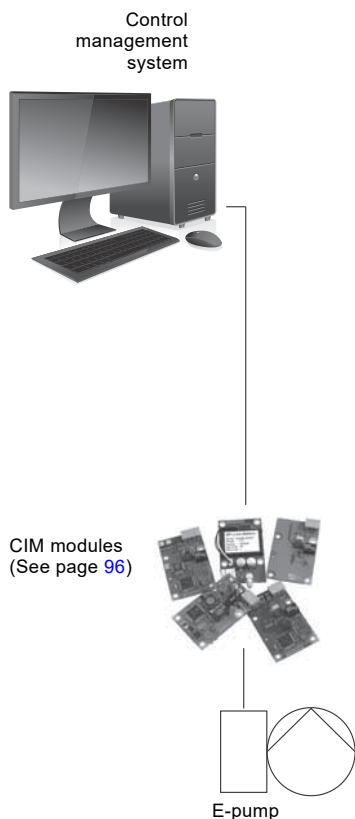 Control
management
system
CIM modules
(See page 96)
E-pump